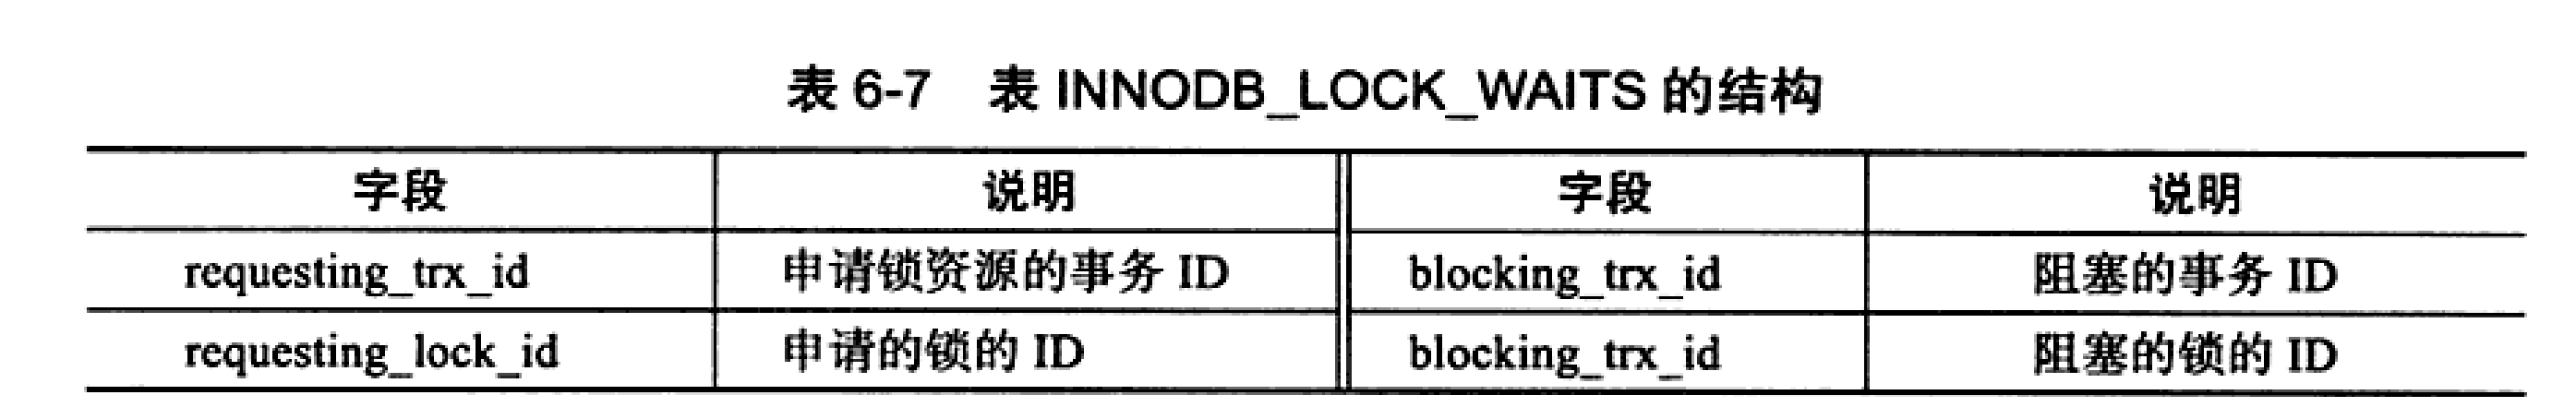 表 6-7 表 INNODB_LOCK_WAITS 的结构
字段 说明 字段 说明
requesting_trx_id 申请锁资源的事务 ID blocking_trx_id 阻塞的事务 ID
requesting_lock_id 申请的锁的 ID blocking_trx_id 阻塞的锁的 ID